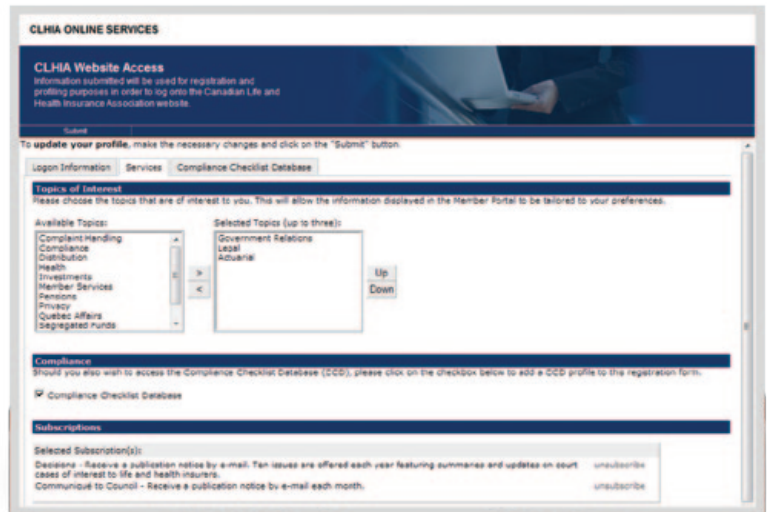 CLHIA ONLINE SERVICES
CLHIA Website Access
Information submitted will be used for registration and
profiling purposes in order to log onto the Canadian Life and
Health Insurance Association website.
Submit
To update your profile, make the necessary changes and click on the "Submit" button.
Logon Information Services Compliance Checklist Database
Topics of Interest
Please choose the topics that are of interest to you. This will allow the information displayed in the Member Portal to be tailored to your preferences.
Available Topics: Selected Topics (up to three):
Complaint Handling Government Relations
Compliance Legal
Distribution Actuarial
Health
Investments > Up
Member Services < Down
Pensions
Privacy
Quebec Affairs
Segregated Funds
Compliance
Should you also wish to access the Compliance Checklist Database (CCD), please click on the checkbox below to add a CCD profile to this registration form.
Compliance Checklist Database
Subscriptions
Selected Subscription(s):
Decisions - Receive a publication notice by e-mail. Ten issues are offered each year featuring summaries and updates on court unsubscribe
cases of interest to life and health insurers.
Communiqué to Council - Receive a publication notice by e-mail each month. unsubscribe